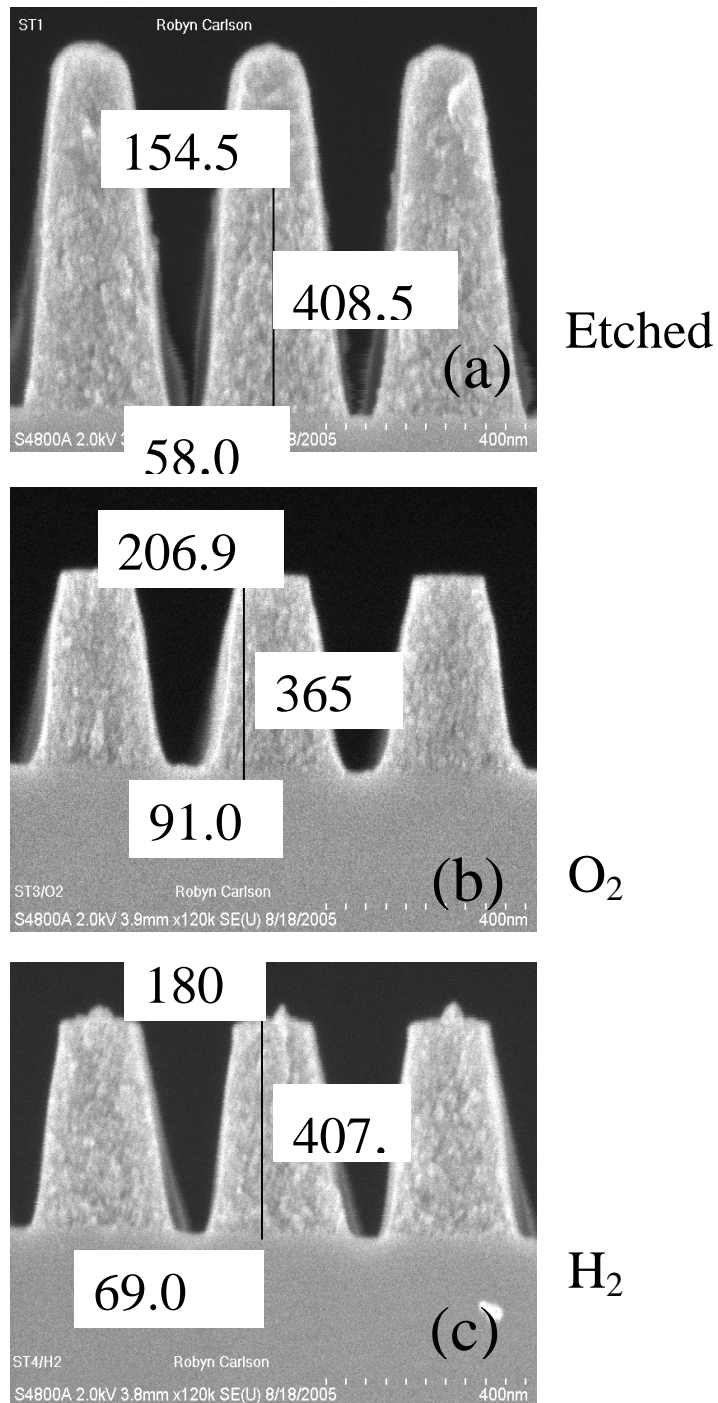 ST1 Robyn Carlson
154.5
408.5
Etched
(a)
S4800A 2.0kV 3 8/2005 400nm
58.0
206.9
365
91.0
(b)
O₂
ST3/O2 Robyn Carlson
S4800A 2.0kV 3.9mm x120k SE(U) 8/18/2005 400nm
180
407.
69.0
H₂
(c)
ST4/H2 Robyn Carlson
S4800A 2.0kV 3.8mm x120k SE(U) 8/18/2005 400nm